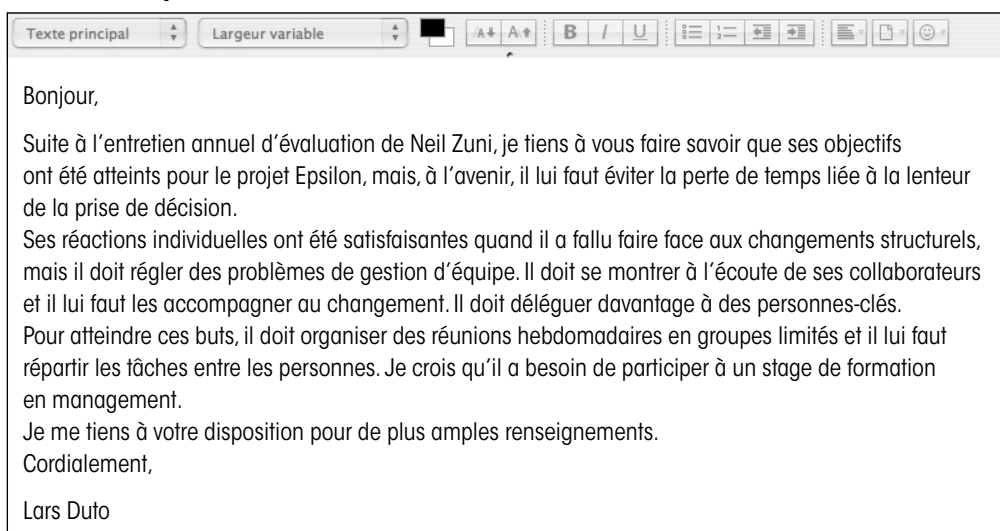 Texte principal Largeur variable A A B I U
Bonjour,
Suite à l'entretien annuel d'évaluation de Neil Zuni, je tiens à vous faire savoir que ses objectifs
ont été atteints pour le projet Epsilon, mais, à l'avenir, il lui faut éviter la perte de temps liée à la lenteur
de la prise de décision.
Ses réactions individuelles ont été satisfaisantes quand il a fallu faire face aux changements structurels,
mais il doit régler des problèmes de gestion d'équipe. Il doit se montrer à l'écoute de ses collaborateurs
et il lui faut les accompagner au changement. Il doit déléguer davantage à des personnes-clés.
Pour atteindre ces buts, il doit organiser des réunions hebdomadaires en groupes limités et il lui faut
répartir les tâches entre les personnes. Je crois qu'il a besoin de participer à un stage de formation
en management.
Je me tiens à votre disposition pour de plus amples renseignements.
Cordialement,
Lars Duto